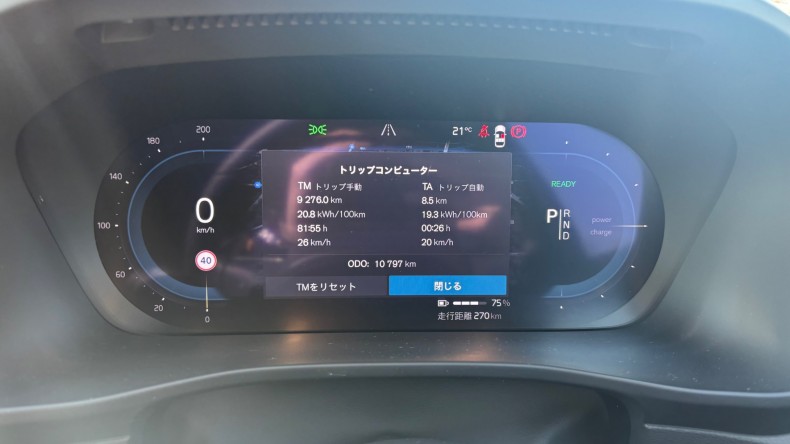 200
180
140
100
60
20
0
0
km/h
40
21°C
P
トリップコンピューター
TM トリップ手動
TA トリップ自動
9 276.0 km
8.5 km
20.8 kWh/100km
19.3 kWh/100km
81:55 h
00:26 h
26 km/h
20 km/h
ODO: 10 797 km
TMをリセット
閉じる
READY
P
R
N
D
power
charge
75 %
走行距離 270 km